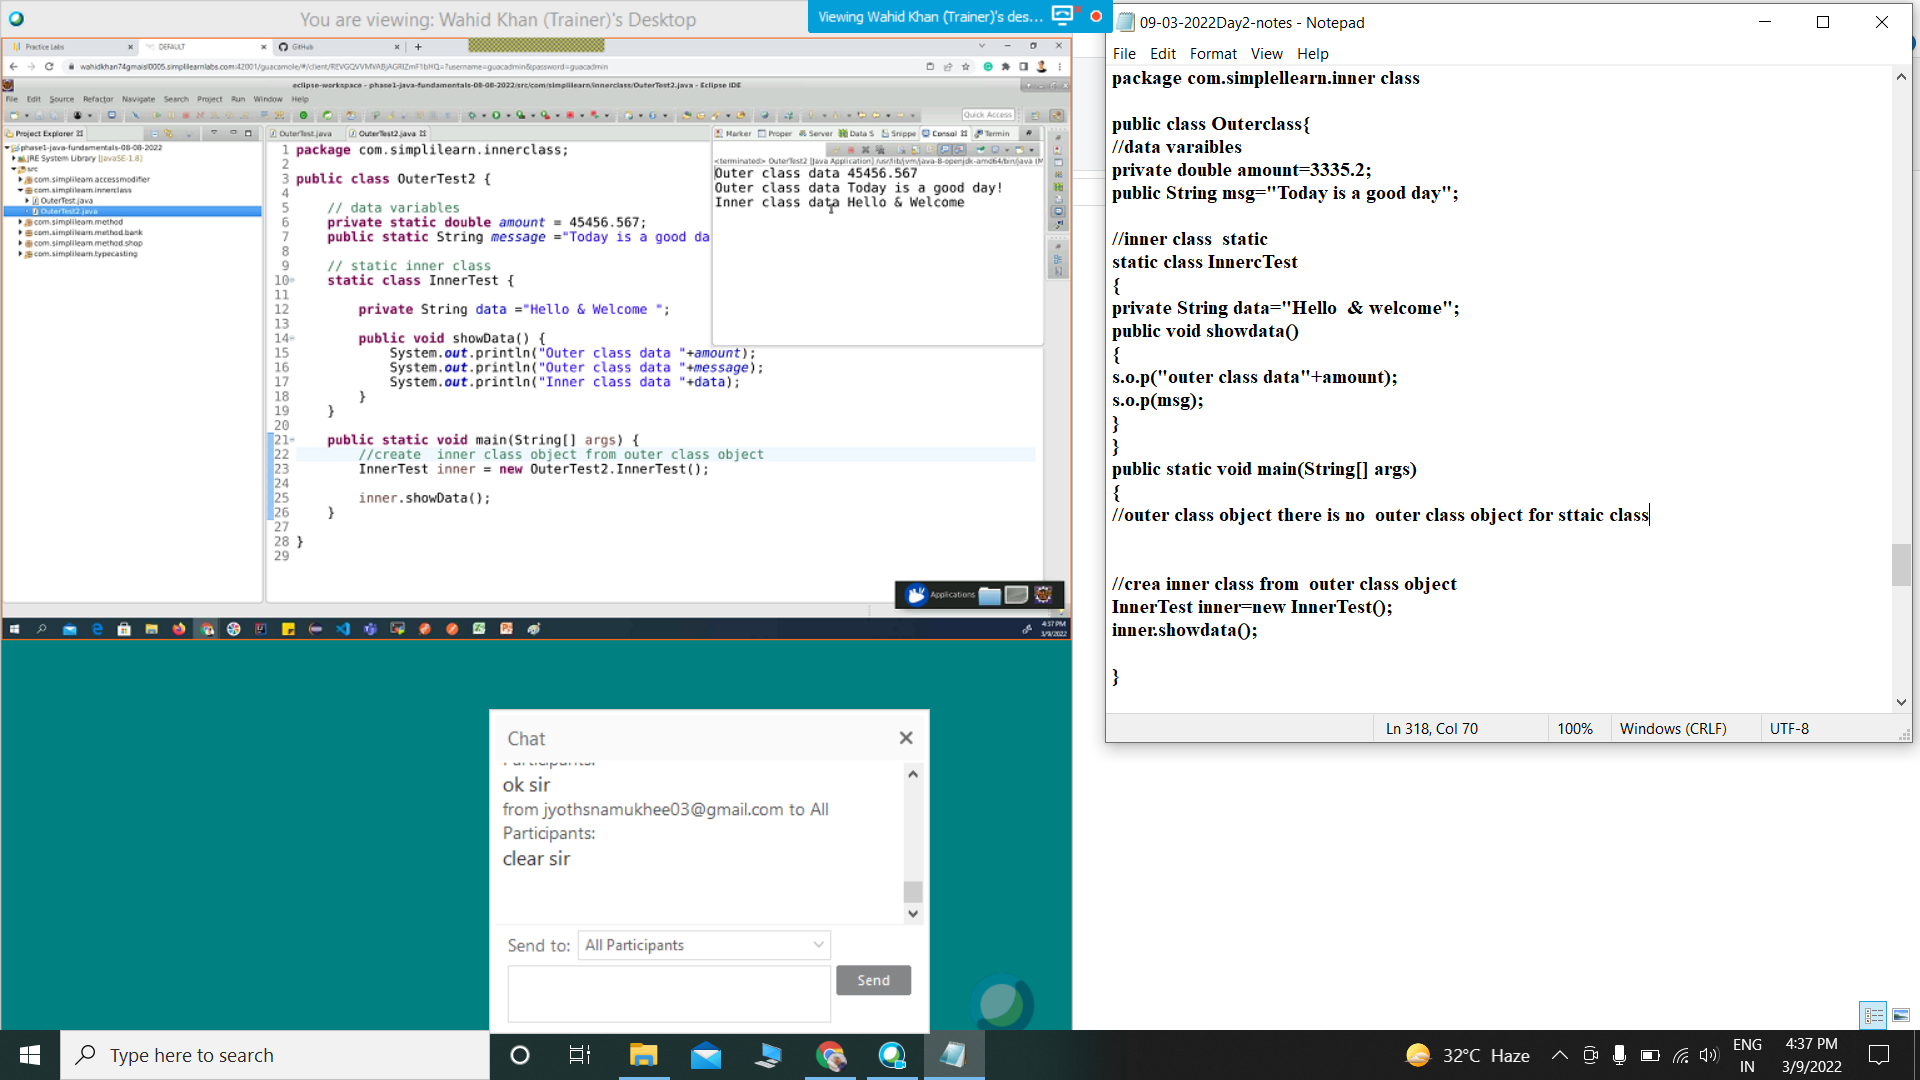 You are viewing: Wahid Khan (Trainer)'s Desktop
Viewing Wahid Khan (Trainer)'s des...
Practice Labs
DEFAULT
GitHub
eclipse-workspace - phase1-java-fundamentals-08-08-2022/src/com/simplilearn/innerclass/OuterTest2.java - Eclipse IDE
File Edit Source Refactor Navigate Search Project Run Window Help
Quick Access
Project Explorer
OuterTest.java
OuterTest2.java
Marker Proper Server Data S Snippe Consol Termin
phase1-java-fundamentals-08-08-2022
JRE System Library [JavaSE-1.8]
src
com.simplilearn.accessmodifier
com.simplilearn.innerclass
OuterTest.java
OuterTest2.java
com.simplilearn.method
com.simplilearn.method.bank
com.simplilearn.method.shop
com.simplilearn.typecasting
1 package com.simplilearn.innerclass;
2
3 public class OuterTest2 {
4
5 // data variables
6 private static double amount = 45456.567;
7 public static String message ="Today is a good da
8
9 // static inner class
10 static class InnerTest {
11
12 private String data ="Hello & Welcome ";
13
14 public void showData() {
15 System.out.println("Outer class data "+amount);
16 System.out.println("Outer class data "+message);
17 System.out.println("Inner class data "+data);
18 }
19 }
20
21 public static void main(String[] args) {
22 //create  inner class object from outer class object
23 InnerTest inner = new OuterTest2.InnerTest();
24
25 inner.showData();
26 }
27
28 }
29
<terminated> OuterTest2 [Java Application] /usr/lib/jvm/java-8-openjdk-amd64/bin/java (M
Outer class data 45456.567
Outer class data Today is a good day!
Inner class data Hello & Welcome
Applications
4:37 PM
3/9/2022
Chat
Participants:
ok sir
from jyothsnamukhee03@gmail.com to All
Participants:
clear sir
Send to: All Participants
Send
09-03-2022Day2-notes - Notepad
File Edit Format View Help
package com.simplellearn.inner class
public class Outerclass{
//data varaibles
private double amount=3335.2;
public String msg="Today is a good day";
//inner class  static
static class InnercTest
{
private String data="Hello  & welcome";
public void showdata()
{
s.o.p("outer class data"+amount);
s.o.p(msg);
}
}
public static void main(String[] args)
{
//outer class object there is no  outer class object for sttaic class
//crea inner class from  outer class object
InnerTest inner=new InnerTest();
inner.showdata();
}
Ln 318, Col 70
100%
Windows (CRLF)
UTF-8
Type here to search
32°C Haze
ENG
IN
4:37 PM
3/9/2022